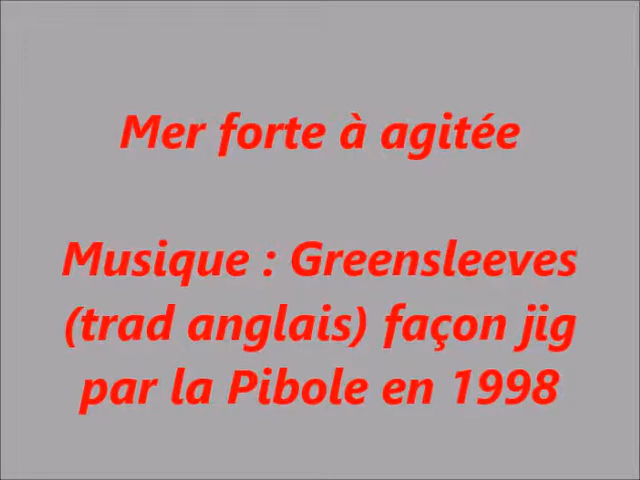 Mer forte à agitée
Musique : Greensleeves
(trad anglais) façon jig
par la Pibole en 1998